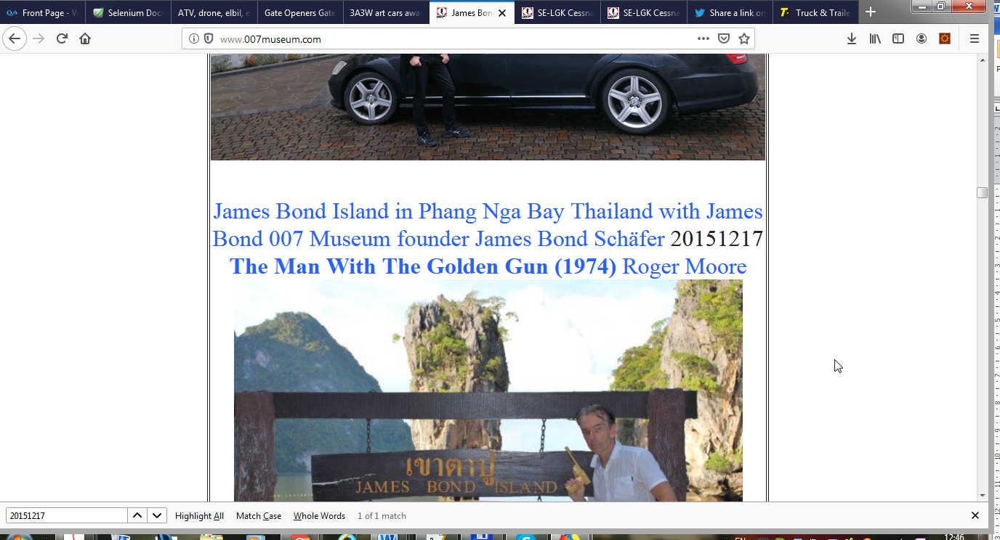 Front Page - W
Selenium Doc
ATV, drone, elbil, e
Gate Openers Gate
3A3W art cars awa
James Bon
SE-LGK Cessna
SE-LGK Cessna
Share a link on
Truck & Traile
www.007museum.com
James Bond Island in Phang Nga Bay Thailand with James
Bond 007 Museum founder James Bond Schäfer 20151217
The Man With The Golden Gun (1974) Roger Moore
เขาตาปู
JAMES BOND ISLAND
20151217
Highlight All
Match Case
Whole Words
1 of 1 match
EN
12:46